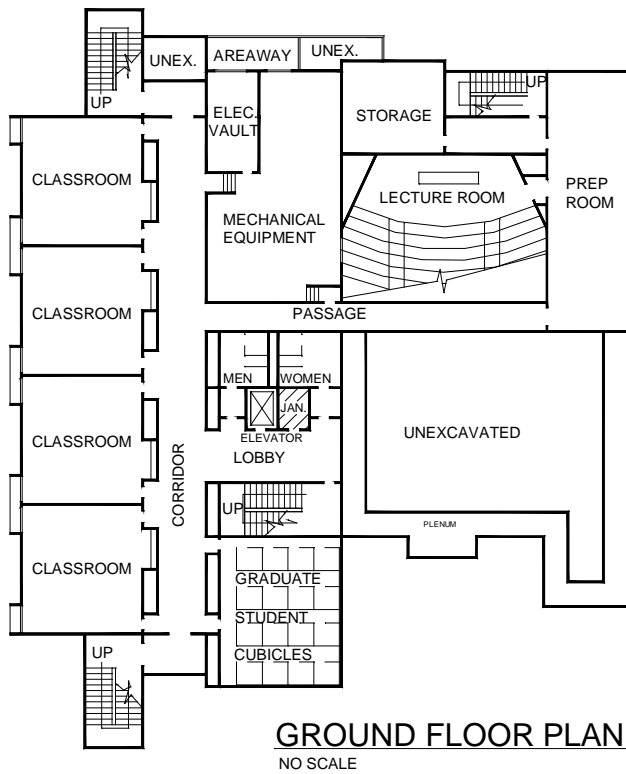 UNEX.
AREAWAY
UNEX.
UP
UP
ELEC.
VAULT
STORAGE
CLASSROOM
LECTURE ROOM
PREP
ROOM
MECHANICAL
EQUIPMENT
CLASSROOM
PASSAGE
MEN
WOMEN
JAN.
ELEVATOR
LOBBY
UNEXCAVATED
CLASSROOM
CORRIDOR
UP
PLENUM
CLASSROOM
GRADUATE
STUDENT
CUBICLES
UP
GROUND FLOOR PLAN
NO SCALE